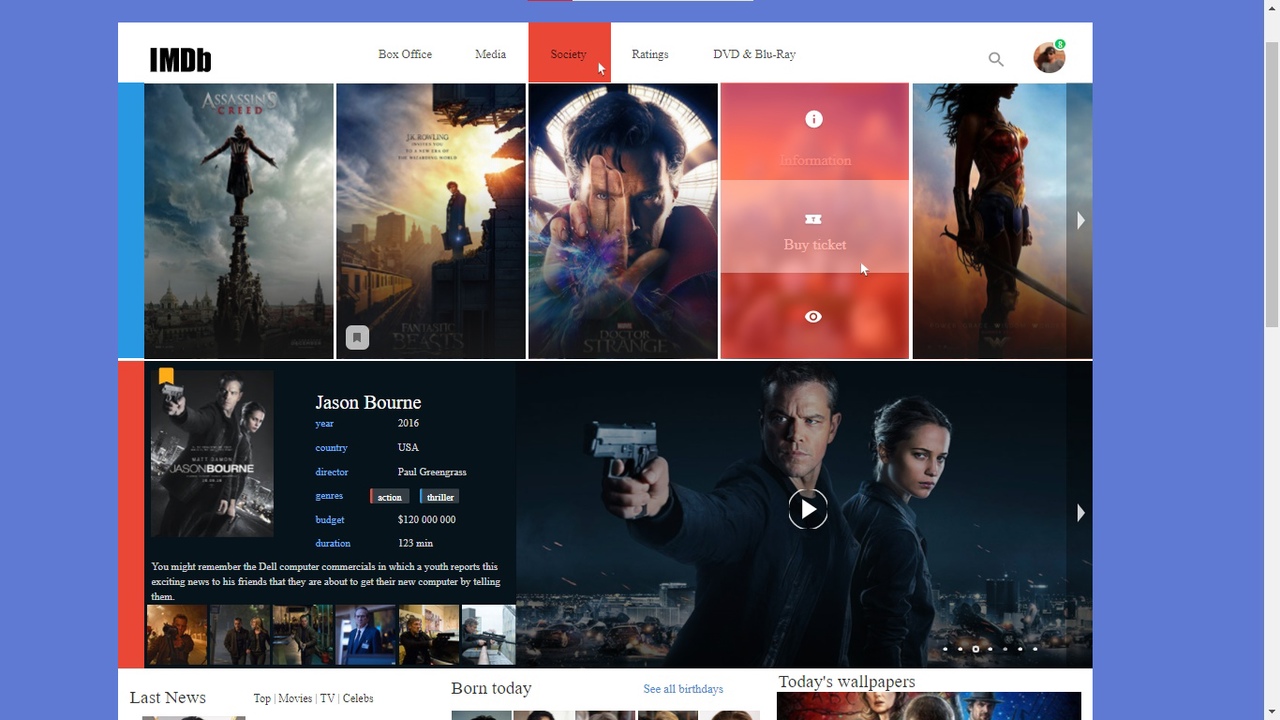 IMDb
Box Office
Media
Society
Ratings
DVD & Blu-Ray
8
ASSASSIN'S
CREED
J.K. ROWLING
INVITES YOU
TO A NEW ERA OF
THE WIZARDING WORLD
FANTASTIC
BEASTS
MARVEL
DOCTOR
STRANGE
Information
Buy ticket
Jason Bourne
year 2016
country USA
director Paul Greengrass
genres action thriller
budget $120 000 000
duration 123 min
MATT DAMON
JASON BOURNE
You might remember the Dell computer commercials in which a youth reports this
exciting news to his friends that they are about to get their new computer by telling
them.
Last News
Top | Movies | TV | Celebs
Born today
See all birthdays
Today's wallpapers